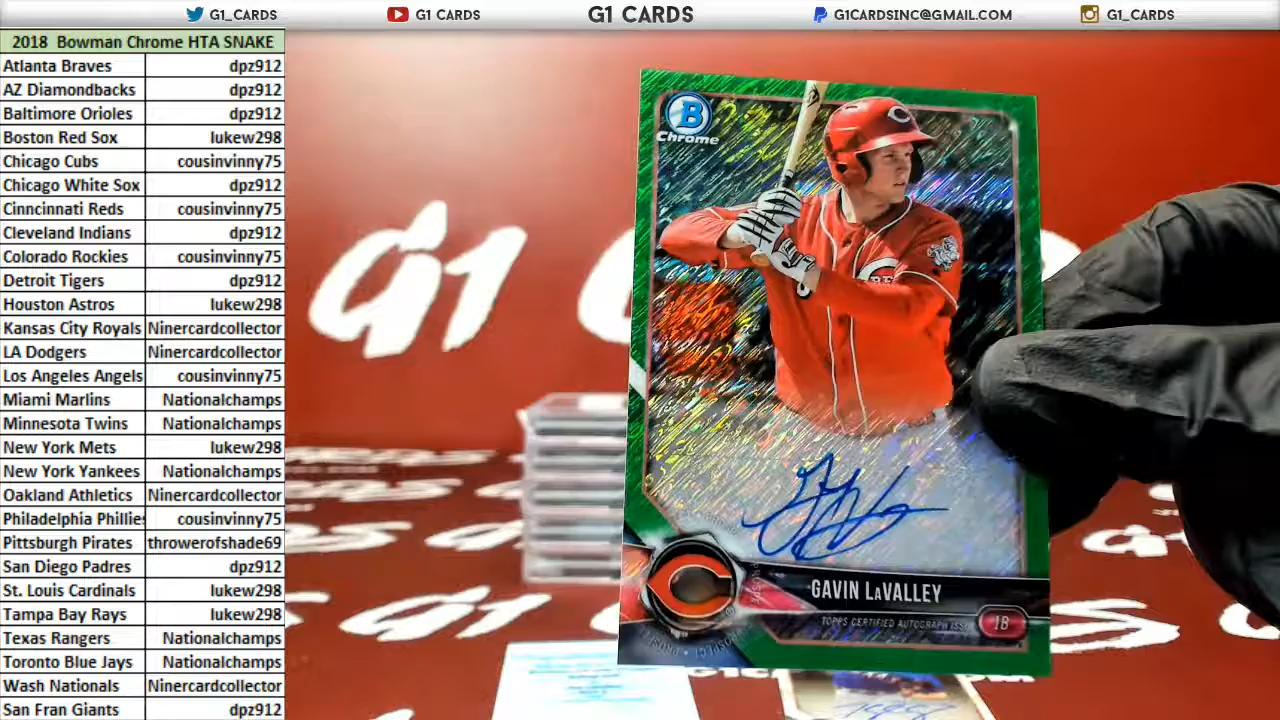 G1_CARDS
G1 CARDS
G1 CARDS
G1CARDSINC@GMAIL.COM
G1_CARDS
2018 Bowman Chrome HTA SNAKE
Atlanta Braves dpz912
AZ Diamondbacks dpz912
Baltimore Orioles dpz912
Boston Red Sox lukew298
Chicago Cubs cousinvinny75
Chicago White Sox dpz912
Cinncinnati Reds cousinvinny75
Cleveland Indians dpz912
Colorado Rockies cousinvinny75
Detroit Tigers dpz912
Houston Astros lukew298
Kansas City Royals Ninercardcollector
LA Dodgers Ninercardcollector
Los Angeles Angels cousinvinny75
Miami Marlins Nationalchamps
Minnesota Twins Nationalchamps
New York Mets lukew298
New York Yankees Nationalchamps
Oakland Athletics Ninercardcollector
Philadelphia Phillies cousinvinny75
Pittsburgh Pirates throwerofshade69
San Diego Padres dpz912
St. Louis Cardinals lukew298
Tampa Bay Rays lukew298
Texas Rangers Nationalchamps
Toronto Blue Jays Nationalchamps
Wash Nationals Ninercardcollector
San Fran Giants dpz912
G1
B
Chrome
GAVIN LAVALLEY
TOPPS CERTIFIED AUTOGRAPH ISSUE
1B